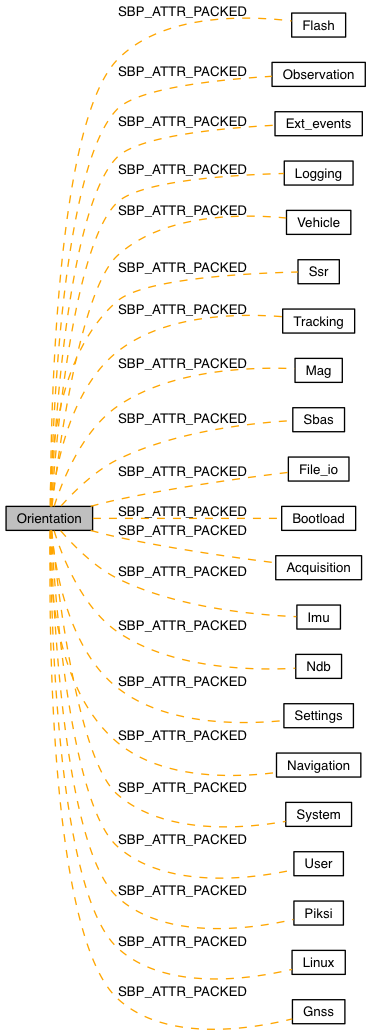 SBP_ATTR_PACKED
Flash
SBP_ATTR_PACKED
Observation
SBP_ATTR_PACKED
Ext_events
SBP_ATTR_PACKED
Logging
SBP_ATTR_PACKED
Vehicle
SBP_ATTR_PACKED
Ssr
SBP_ATTR_PACKED
Tracking
SBP_ATTR_PACKED
Mag
SBP_ATTR_PACKED
Sbas
SBP_ATTR_PACKED
File_io
Orientation
SBP_ATTR_PACKED
Bootload
SBP_ATTR_PACKED
Acquisition
SBP_ATTR_PACKED
Imu
SBP_ATTR_PACKED
Ndb
SBP_ATTR_PACKED
Settings
SBP_ATTR_PACKED
Navigation
SBP_ATTR_PACKED
System
SBP_ATTR_PACKED
User
SBP_ATTR_PACKED
Piksi
SBP_ATTR_PACKED
Linux
SBP_ATTR_PACKED
Gnss